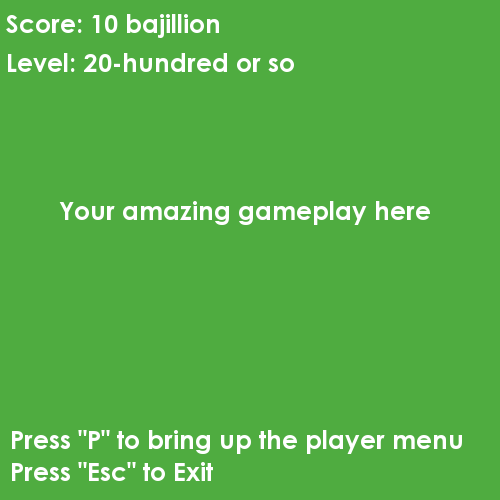 Score: 10 bajillion
Level: 20-hundred or so
Your amazing gameplay here
Press "P" to bring up the player menu
Press "Esc" to Exit